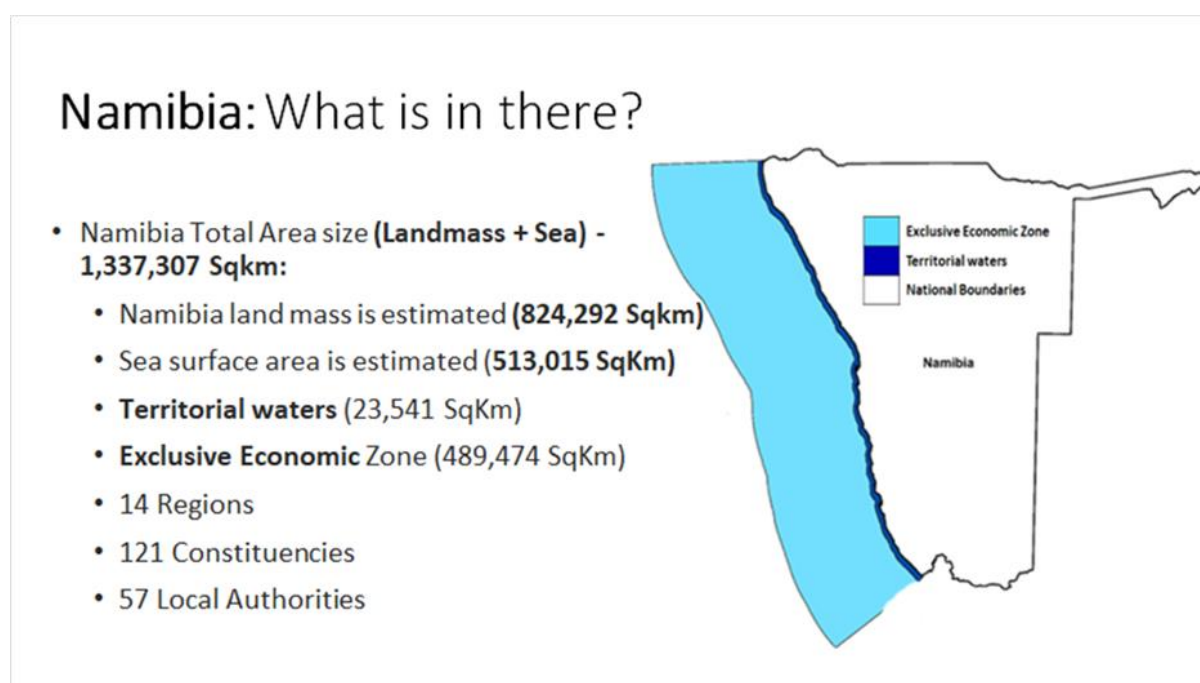 Namibia: What is in there?
• Namibia Total Area size (Landmass + Sea) -
1,337,307 Sqkm:
• Namibia land mass is estimated (824,292 Sqkm)
• Sea surface area is estimated (513,015 SqKm)
• Territorial waters (23,541 SqKm)
• Exclusive Economic Zone (489,474 SqKm)
• 14 Regions
• 121 Constituencies
• 57 Local Authorities
Exclusive Economic Zone
Territorial waters
National Boundaries
Namibia